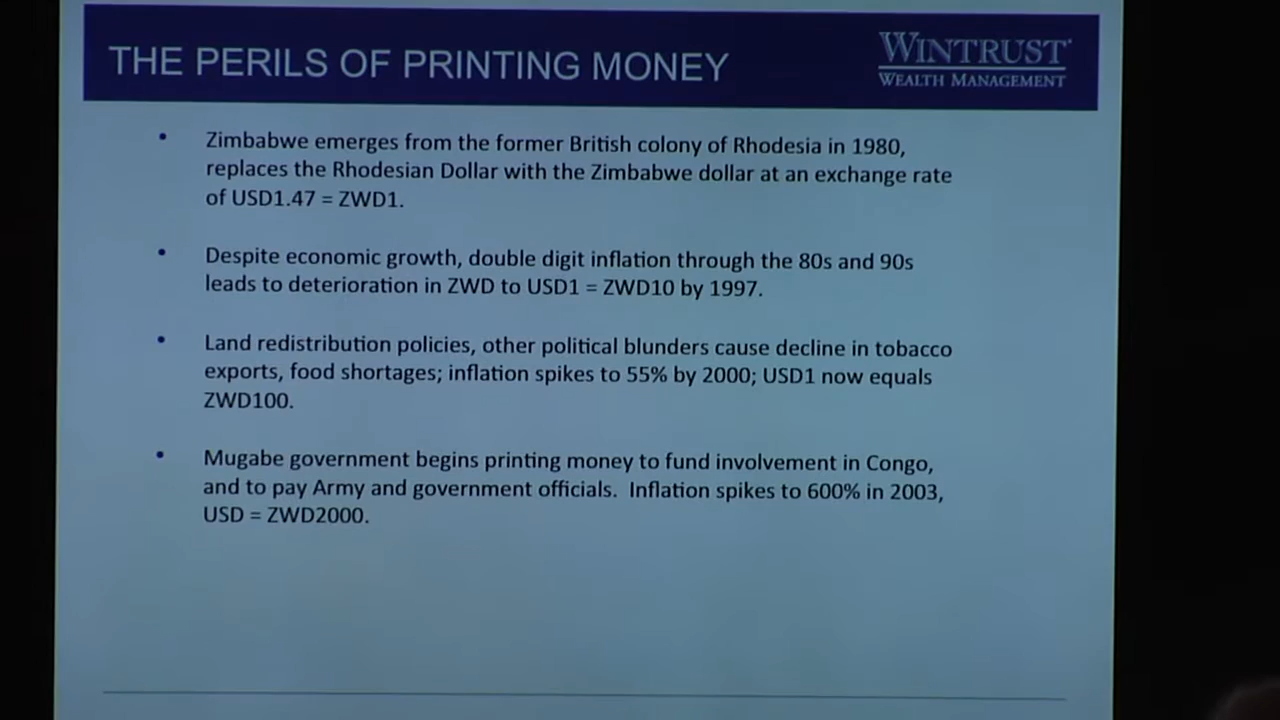 THE PERILS OF PRINTING MONEY
WINTRUST
WEALTH MANAGEMENT
• Zimbabwe emerges from the former British colony of Rhodesia in 1980,
replaces the Rhodesian Dollar with the Zimbabwe dollar at an exchange rate
of USD1.47 = ZWD1.
• Despite economic growth, double digit inflation through the 80s and 90s
leads to deterioration in ZWD to USD1 = ZWD10 by 1997.
• Land redistribution policies, other political blunders cause decline in tobacco
exports, food shortages; inflation spikes to 55% by 2000; USD1 now equals
ZWD100.
• Mugabe government begins printing money to fund involvement in Congo,
and to pay Army and government officials.  Inflation spikes to 600% in 2003,
USD = ZWD2000.